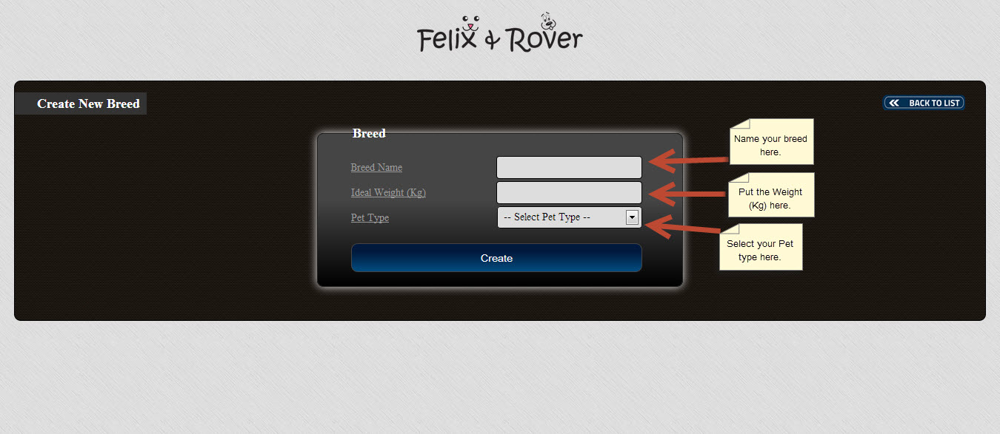 Felix & Rover
Create New Breed
BACK TO LIST
Breed
Breed Name
Ideal Weight (Kg)
Pet Type
-- Select Pet Type --
Create
Name your breed
here.
Put the Weight
(Kg) here.
Select your Pet
type here.